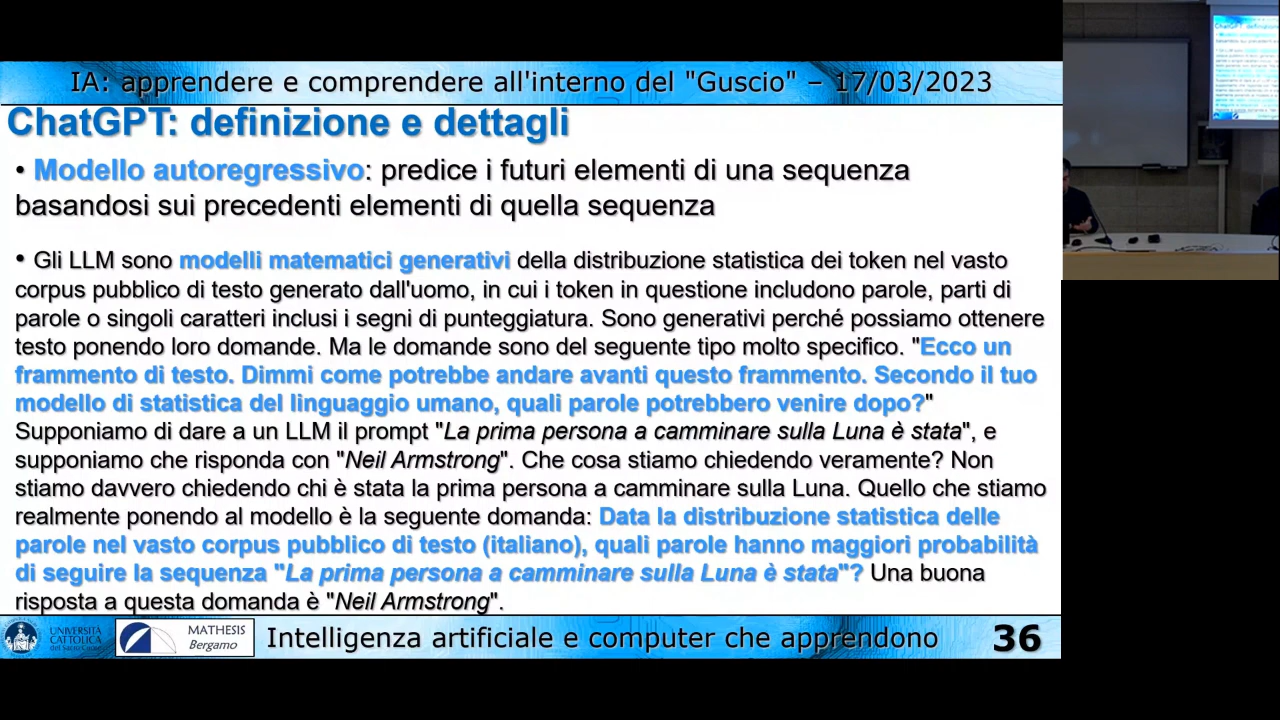 IA: apprendere e comprendere all'interno del "Guscio" – 17/03/2023
ChatGPT: definizione e dettagli
• Modello autoregressivo: predice i futuri elementi di una sequenza
basandosi sui precedenti elementi di quella sequenza
• Gli LLM sono modelli matematici generativi della distribuzione statistica dei token nel vasto
corpus pubblico di testo generato dall'uomo, in cui i token in questione includono parole, parti di
parole o singoli caratteri inclusi i segni di punteggiatura. Sono generativi perché possiamo ottenere
testo ponendo loro domande. Ma le domande sono del seguente tipo molto specifico. "Ecco un
frammento di testo. Dimmi come potrebbe andare avanti questo frammento. Secondo il tuo
modello di statistica del linguaggio umano, quali parole potrebbero venire dopo?"
Supponiamo di dare a un LLM il prompt "La prima persona a camminare sulla Luna è stata", e
supponiamo che risponda con "Neil Armstrong". Che cosa stiamo chiedendo veramente? Non
stiamo davvero chiedendo chi è stata la prima persona a camminare sulla Luna. Quello che stiamo
realmente ponendo al modello è la seguente domanda: Data la distribuzione statistica delle
parole nel vasto corpus pubblico di testo (italiano), quali parole hanno maggiori probabilità
di seguire la sequenza "La prima persona a camminare sulla Luna è stata"? Una buona
risposta a questa domanda è "Neil Armstrong".
UNIVERSITÀ
CATTOLICA
del Sacro Cuore
MATHESIS
Bergamo
Intelligenza artificiale e computer che apprendono
36